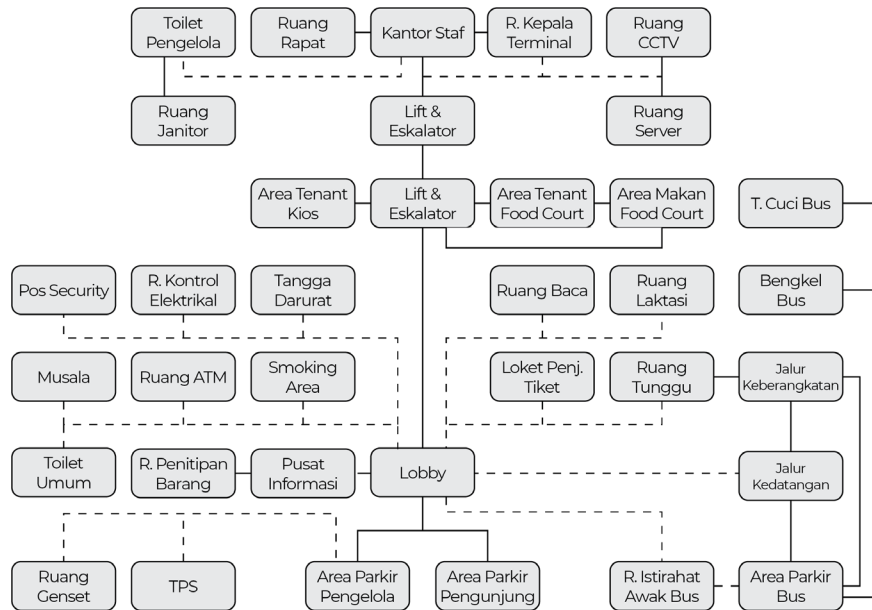 Toilet
Pengelola
Ruang
Rapat
Kantor Staf
R. Kepala
Terminal
Ruang
CCTV
Ruang
Janitor
Lift &
Eskalator
Ruang
Server
Area Tenant
Kios
Lift &
Eskalator
Area Tenant
Food Court
Area Makan
Food Court
T. Cuci Bus
Pos Security
R. Kontrol
Elektrikal
Tangga
Darurat
Ruang Baca
Ruang
Laktasi
Bengkel
Bus
Musala
Ruang ATM
Smoking
Area
Loket Penj.
Tiket
Ruang
Tunggu
Jalur
Keberangkatan
Toilet
Umum
R. Penitipan
Barang
Pusat
Informasi
Lobby
Jalur
Kedatangan
Ruang
Genset
TPS
Area Parkir
Pengelola
Area Parkir
Pengunjung
R. Istirahat
Awak Bus
Area Parkir
Bus